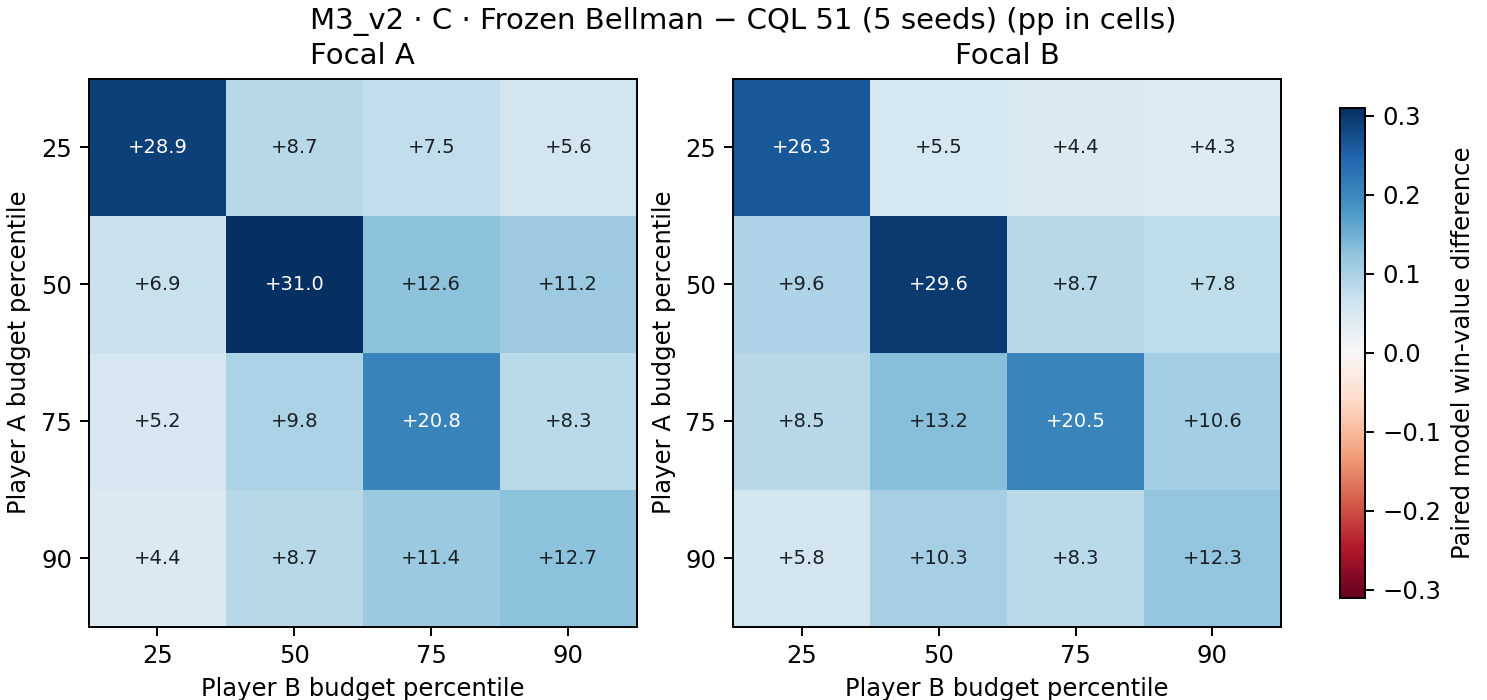 M3_v2 · C · Frozen Bellman − CQL 51 (5 seeds) (pp in cells)
Focal A
Focal B
Player A budget percentile
25
50
75
90
+28.9 +8.7 +7.5 +5.6
+6.9 +31.0 +12.6 +11.2
+5.2 +9.8 +20.8 +8.3
+4.4 +8.7 +11.4 +12.7
25 50 75 90
Player B budget percentile
Player A budget percentile
25
50
75
90
+26.3 +5.5 +4.4 +4.3
+9.6 +29.6 +8.7 +7.8
+8.5 +13.2 +20.5 +10.6
+5.8 +10.3 +8.3 +12.3
25 50 75 90
Player B budget percentile
0.3
0.2
0.1
0.0
−0.1
−0.2
−0.3
Paired model win-value difference